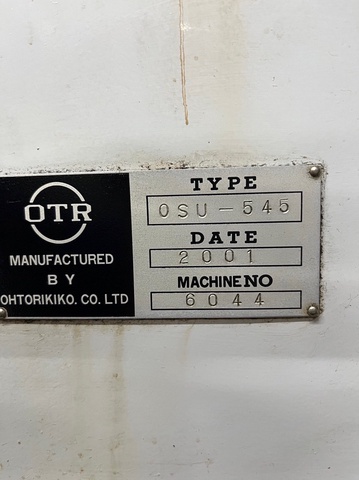 OTR
MANUFACTURED
BY
OHTORIKIKO. CO. LTD
TYPE
OSU-545
DATE
2001
MACHINE NO
6044